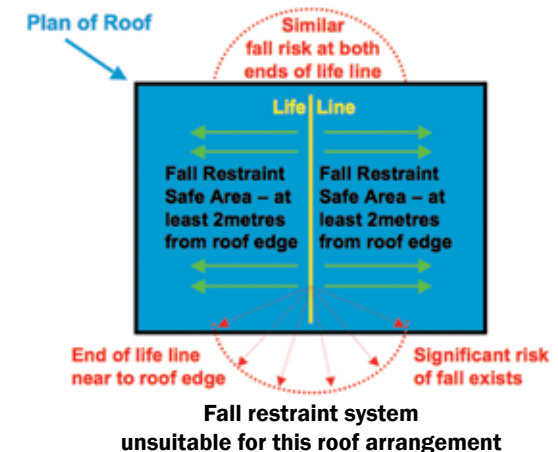 Plan of Roof
Similar
fall risk at both
ends of life line
Life Line
Fall Restraint
Safe Area – at
least 2metres
from roof edge
Fall Restraint
Safe Area – at
least 2metres
from roof edge
End of life line
near to roof edge
Significant risk
of fall exists
Fall restraint system
unsuitable for this roof arrangement